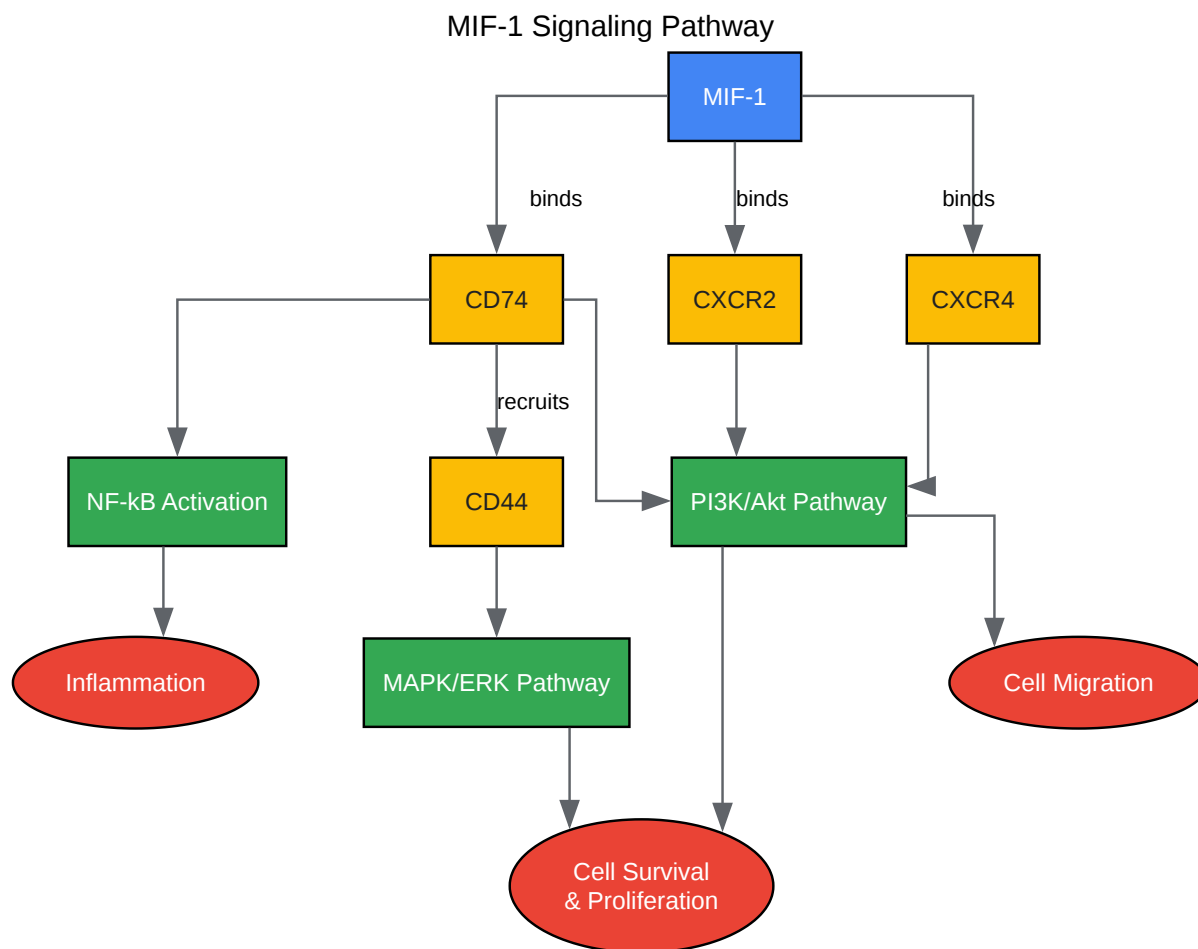 MIF-1 Signaling Pathway
MIF-1
binds
binds
binds
CD74
CXCR2
CXCR4
recruits
NF-kB Activation
CD44
PI3K/Akt Pathway
Inflammation
MAPK/ERK Pathway
Cell Migration
Cell Survival
& Proliferation